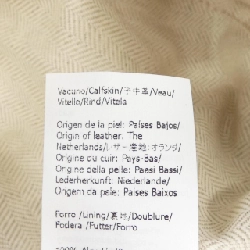 Vacuno/Calfskin/子牛革/Veau/
Vitello/Rind/Vitela
Origen de la piel: Países Bajos/
Origin of leather: The
Netherlands/レザー産地:オランダ/
Origine du cuir: Pays-Bas/
Origine della pelle: Paesi Bassi/
Lederherkunft: Niederlande/
Origem da pele: Países Baixos
Forro/Lining/裏地/Doublure/
Fodera/Futter/Forro